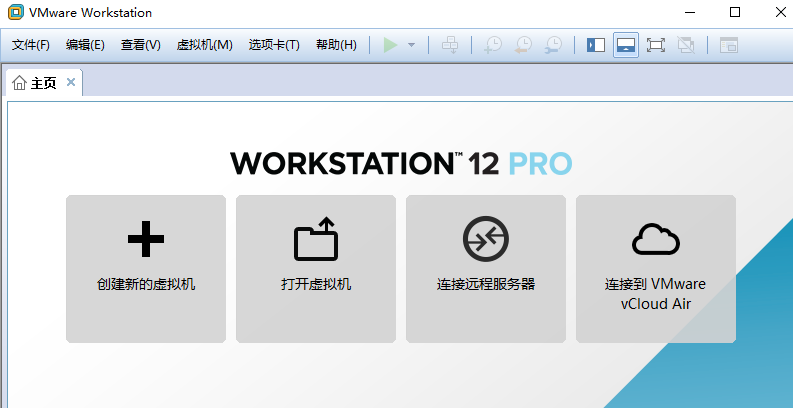 VMware Workstation
文件(F) 编辑(E) 查看(V) 虚拟机(M) 选项卡(T) 帮助(H)
主页
WORKSTATION™ 12 PRO
创建新的虚拟机
打开虚拟机
连接远程服务器
连接到 VMware
vCloud Air